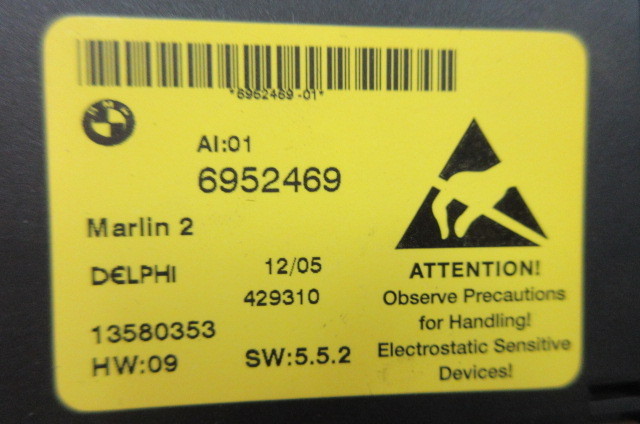 *6952469-01*
BMW
AI:01
6952469
Marlin 2
DELPHI
12/05
429310
13580353
HW:09
SW:5.5.2
ATTENTION!
Observe Precautions
for Handling!
Electrostatic Sensitive
Devices!